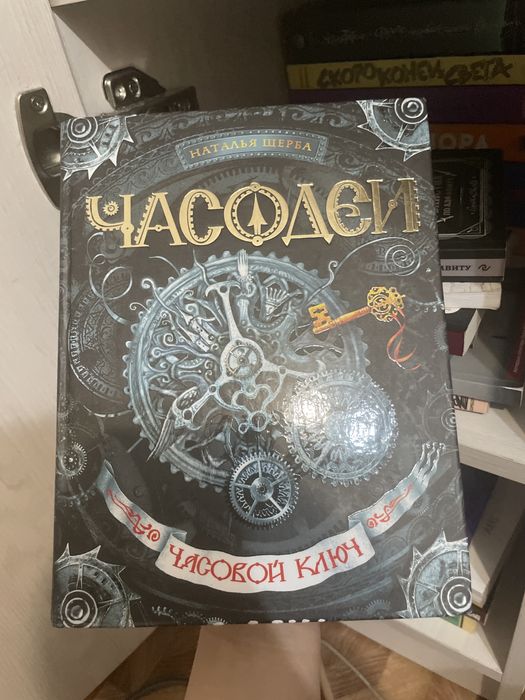 НАТАЛЬЯ ЩЕРБА
ЧАСОДЕИ
ЧАСОВОЙ КЛЮЧ
СКОРО КОНЕЦ СВЕТА